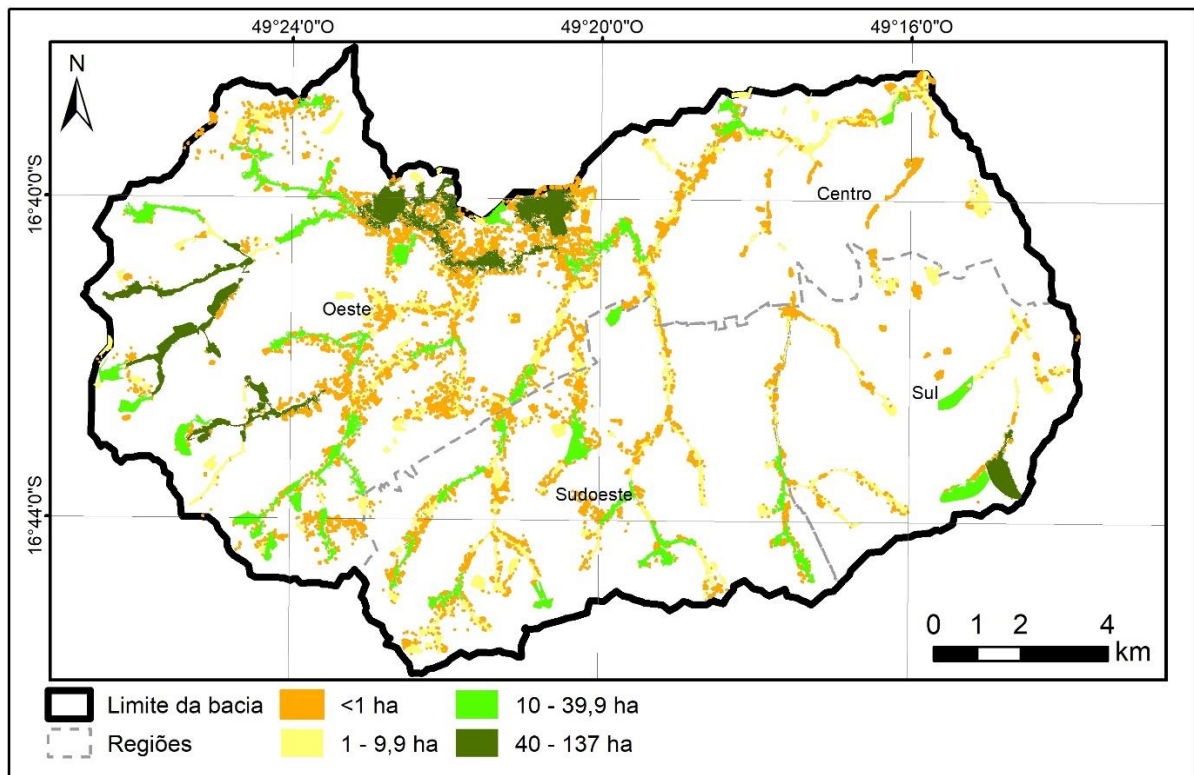 49°24'0"O 49°20'0"O 49°16'0"O
N
16°40'0"S
Centro
Oeste
Sul
Sudoeste
16°44'0"S
0 1 2 4
km
Limite da bacia <1 ha 10 - 39,9 ha
Regiões 1 - 9,9 ha 40 - 137 ha